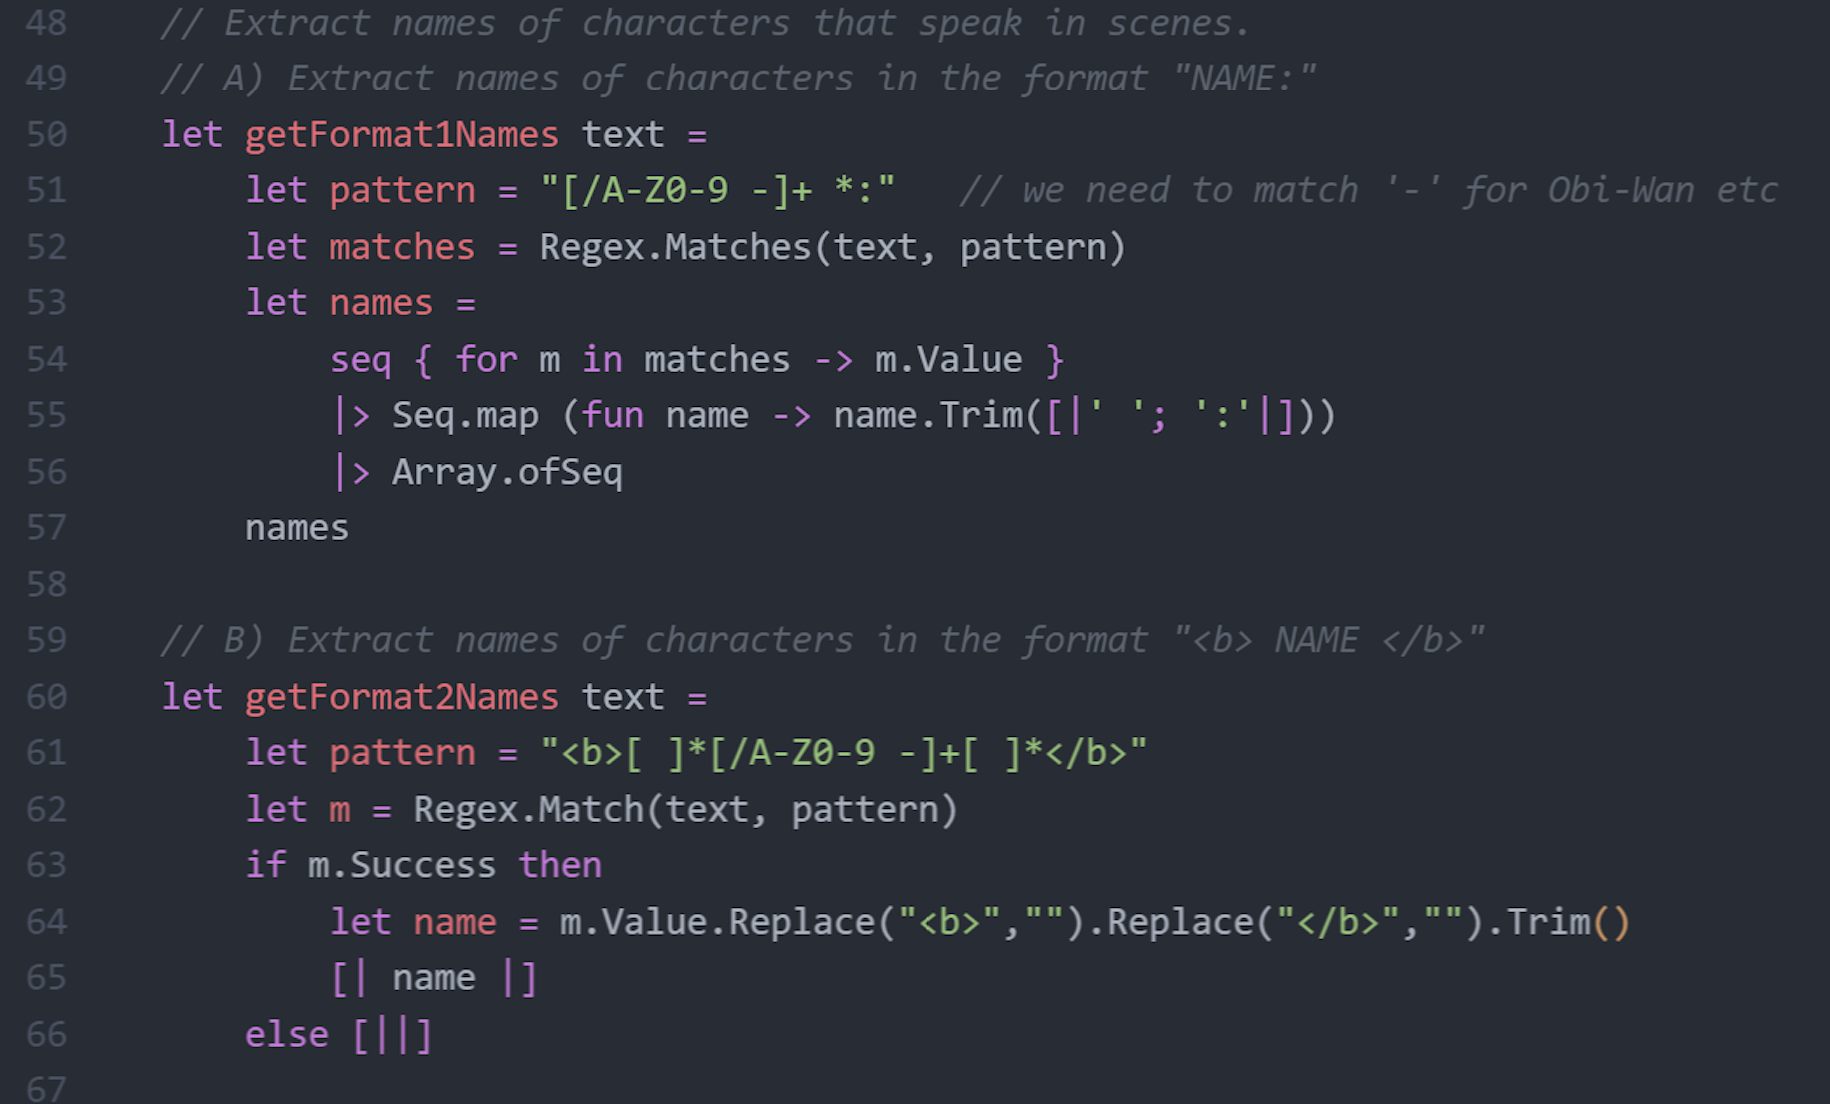 48 // Extract names of characters that speak in scenes.
49 // A) Extract names of characters in the format "NAME:"
50 let getFormat1Names text =
51     let pattern = "[/A-Z0-9 -]+ *:"   // we need to match '-' for Obi-Wan etc
52     let matches = Regex.Matches(text, pattern)
53     let names =
54         seq { for m in matches -> m.Value }
55         |> Seq.map (fun name -> name.Trim([|' '; ':'|]))
56         |> Array.ofSeq
57     names
58
59 // B) Extract names of characters in the format "<b> NAME </b>"
60 let getFormat2Names text =
61     let pattern = "<b>[ ]*[/A-Z0-9 -]+[ ]*</b>"
62     let m = Regex.Match(text, pattern)
63     if m.Success then
64         let name = m.Value.Replace("<b>","").Replace("</b>","").Trim()
65         [| name |]
66     else [||]
67